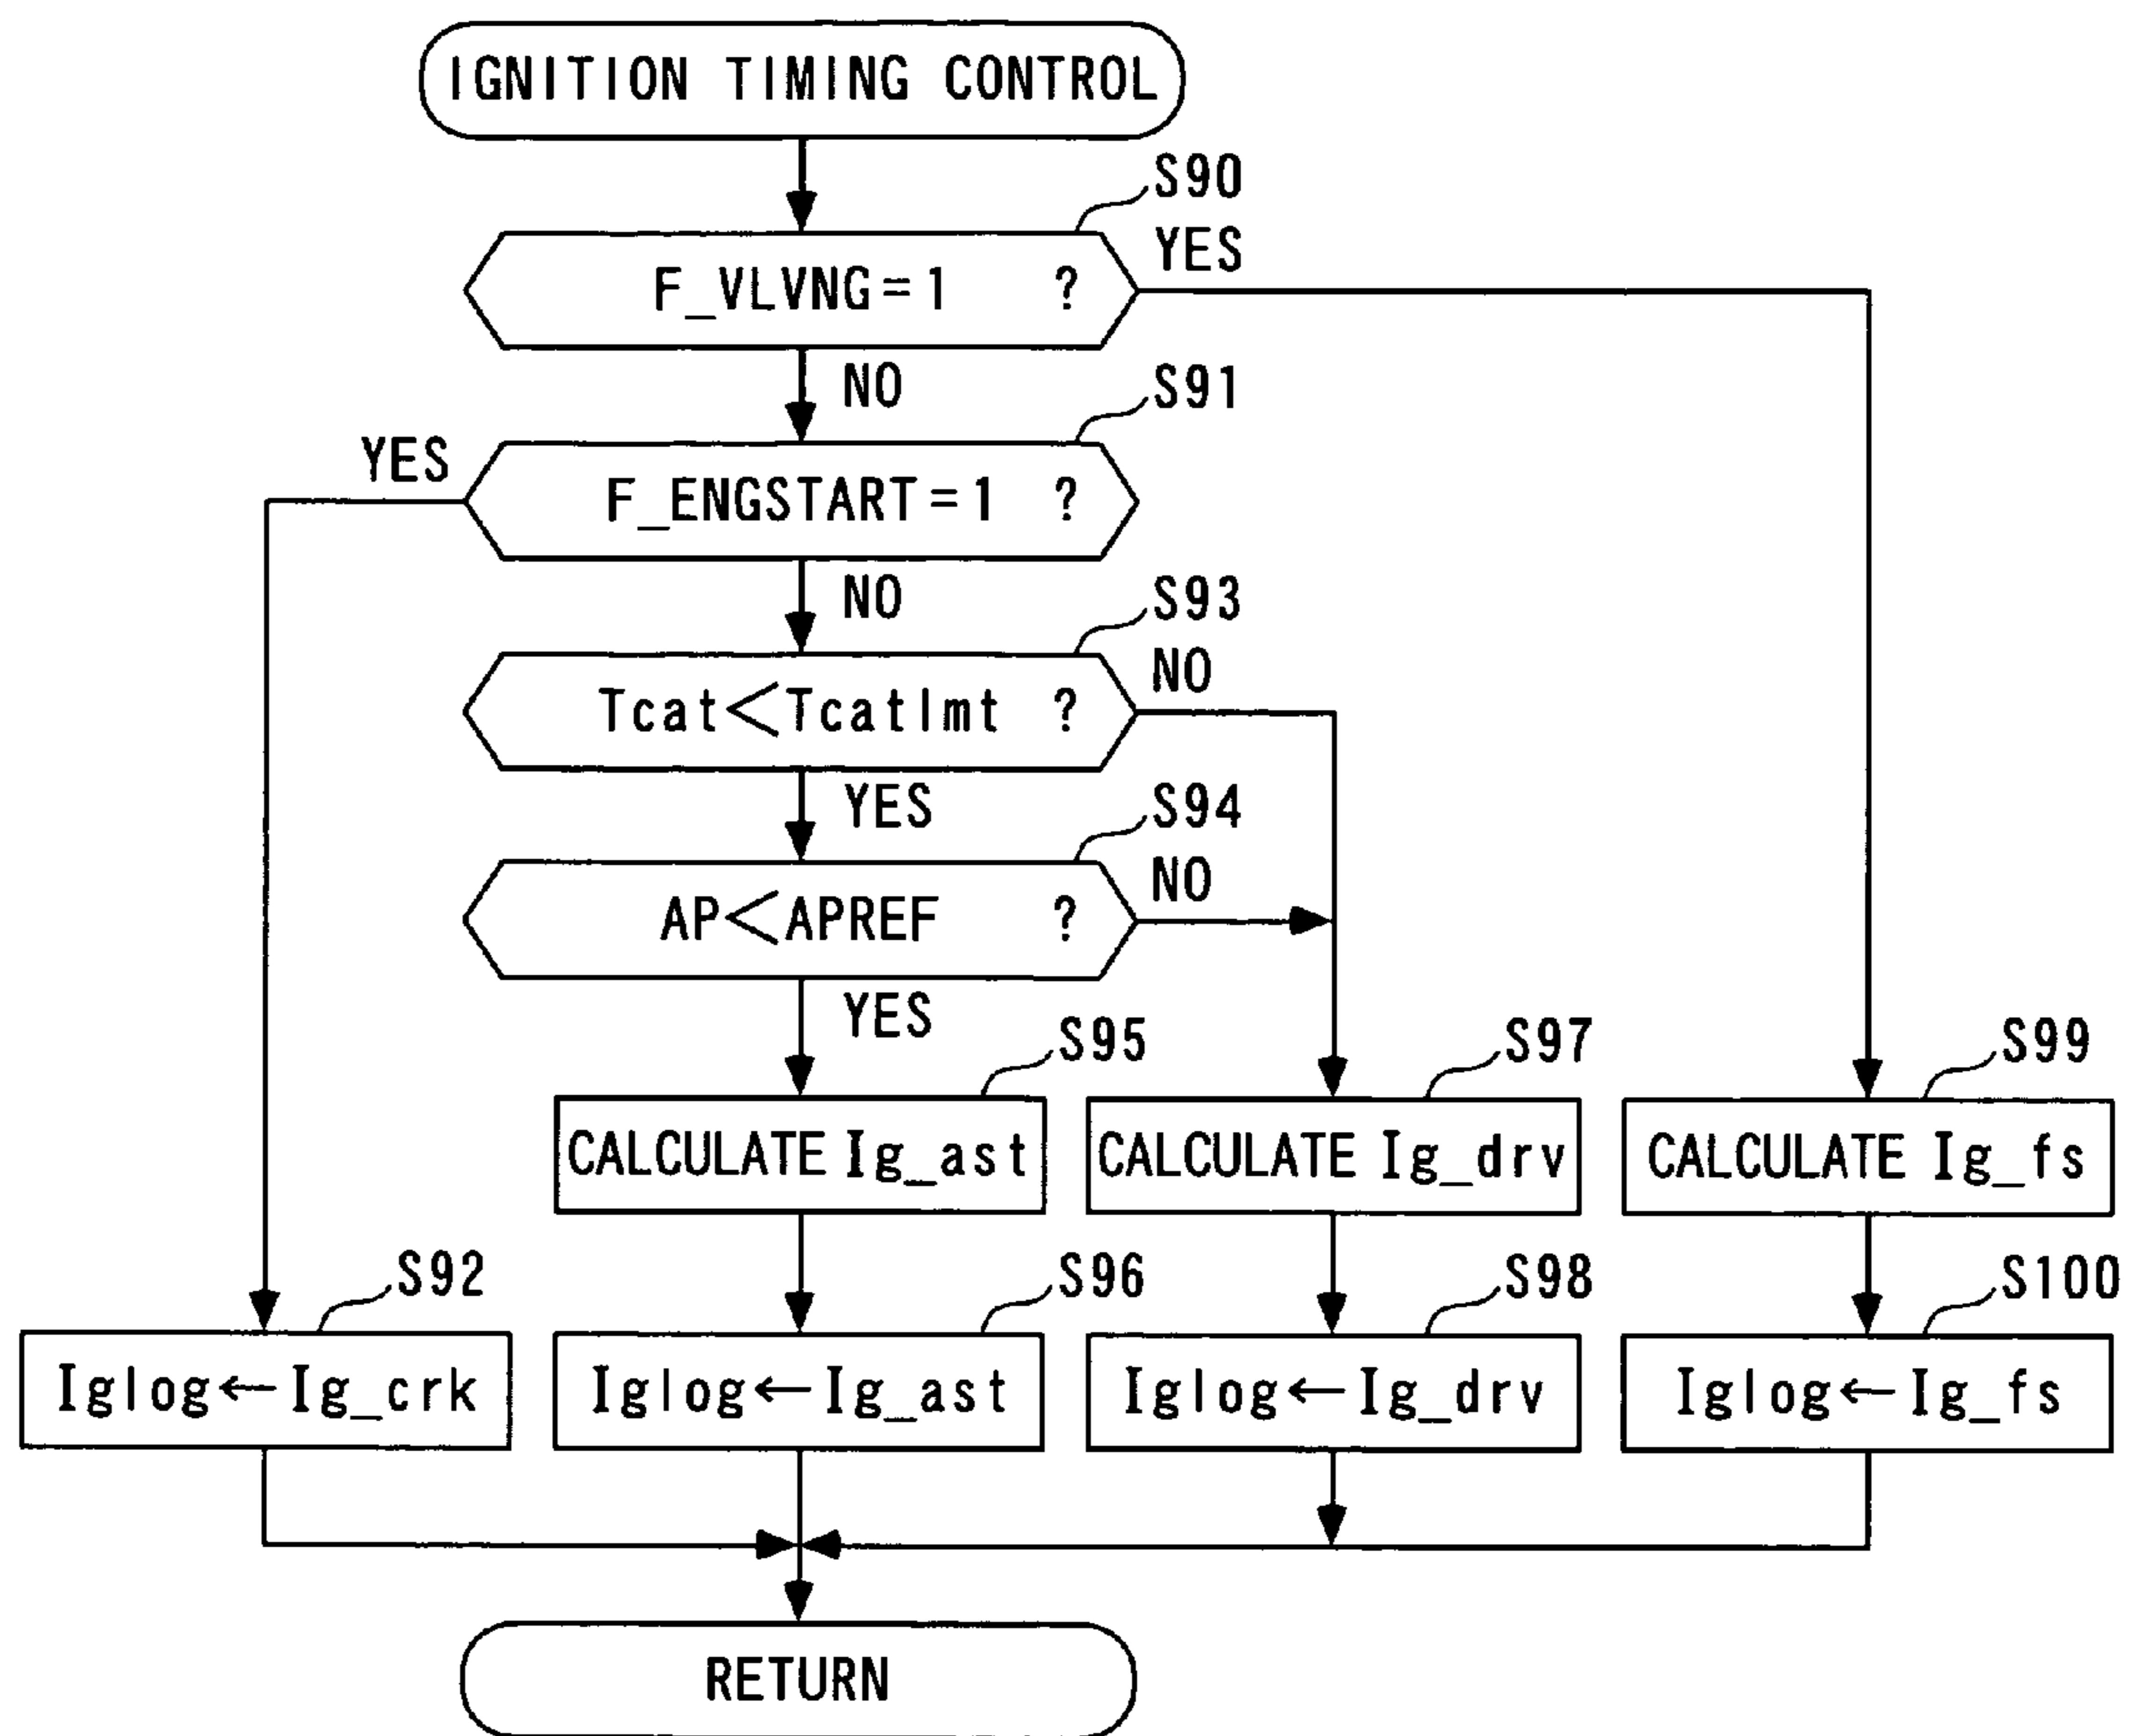 IGNITION TIMING CONTROL
S90
F_VLVNG=1 ?
YES
NO
S91
YES
F_ENGSTART=1 ?
NO
S93
Tcat<Tcatlmt ?
NO
YES
S94
AP<APREF ?
NO
YES
S95
S97
S99
CALCULATE Ig_ast
CALCULATE Ig_drv
CALCULATE Ig_fs
S92
S96
S98
S100
Iglog←Ig_crk
Iglog←Ig_ast
Iglog←Ig_drv
Iglog←Ig_fs
RETURN